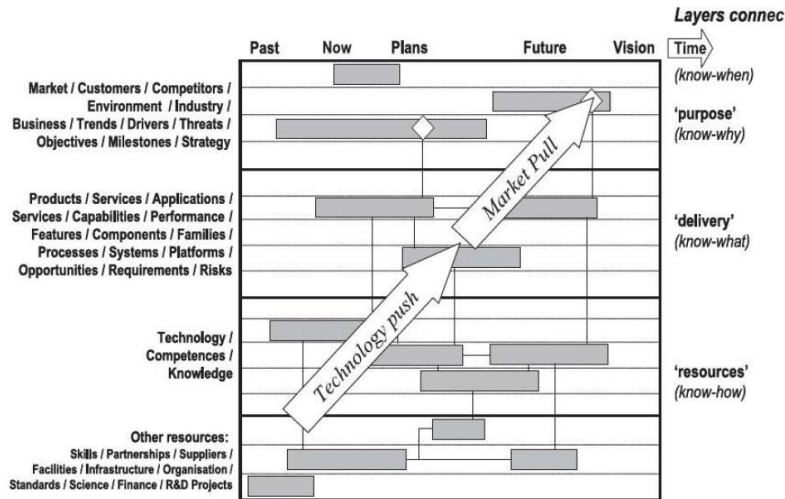 Layers connec
Past Now Plans Future Vision Time
(know-when)
Market / Customers / Competitors /
Environment / Industry /
Business / Trends / Drivers / Threats /
Objectives / Milestones / Strategy
'purpose'
(know-why)
Market Pull
Products / Services / Applications /
Services / Capabilities / Performance /
Features / Components / Families /
Processes / Systems / Platforms /
Opportunities / Requirements / Risks
'delivery'
(know-what)
Technology push
Technology /
Competences /
Knowledge
'resources'
(know-how)
Other resources:
Skills / Partnerships / Suppliers /
Facilities / Infrastructure / Organisation /
Standards / Science / Finance / R&D Projects